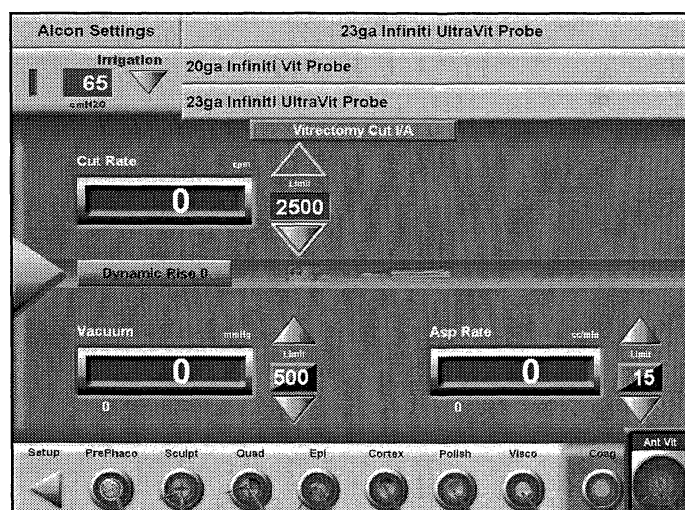 Alcon Settings
23ga Infiniti UltraVit Probe
Irrigation
65
cmH2O
20ga Infiniti Vit Probe
23ga Infiniti UltraVit Probe
Vitrectomy Cut I/A
Cut Rate
cpm
0
Limit
2500
Dynamic Rise 0
Vacuum
mmHg
0
0
Limit
500
Asp Rate
cc/min
0
0
Limit
15
Setup PrePhaco Sculpt Quad Epi Cortex Polish Visco Coag Ant Vit